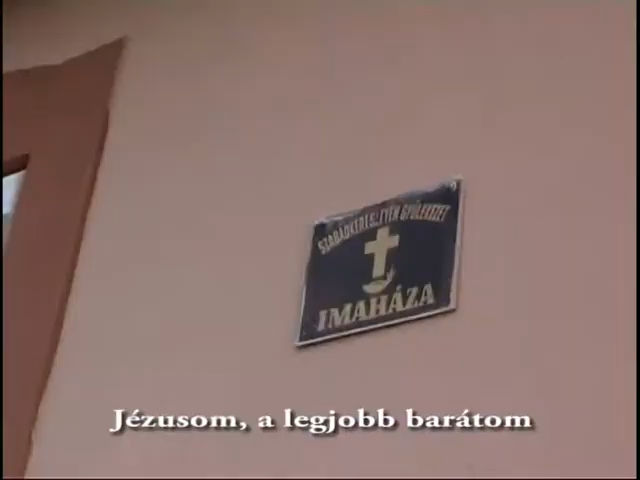 SZABADKERESZTYÉN GYÜLEKEZET
IMAHÁZA
Jézusom, a legjobb barátom